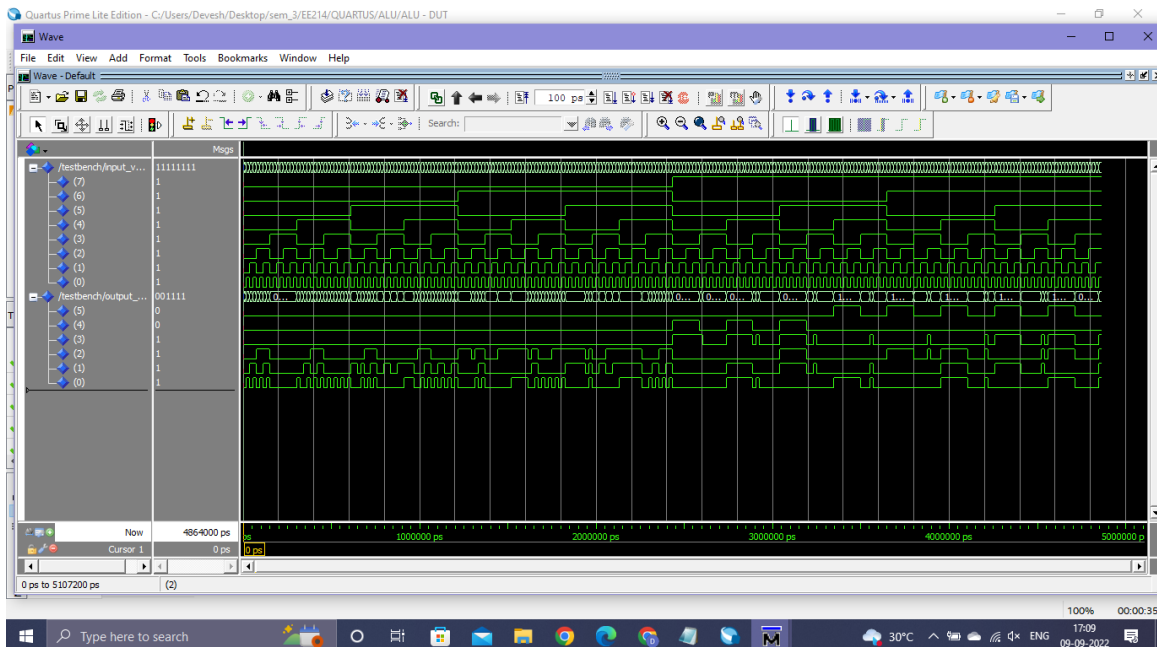 Quartus Prime Lite Edition - C:/Users/Devesh/Desktop/sem_3/EE214/QUARTUS/ALU/ALU - DUT
Wave
File Edit View Add Format Tools Bookmarks Window Help
Wave - Default
100 ps
Search:
Msgs
/testbench/input_v... 11111111
(7) 1
(6) 1
(5) 1
(4) 1
(3) 1
(2) 1
(1) 1
(0) 1
/testbench/output_... 001111
(5) 0
(4) 0
(3) 1
(2) 1
(1) 1
(0) 1
Now 4864000 ps
ps 1000000 ps 2000000 ps 3000000 ps 4000000 ps 5000000 p
Cursor 1 0 ps 0 ps
0 ps to 5107200 ps (2)
100% 00:00:35
Type here to search
30°C ENG 17:09
09-09-2022